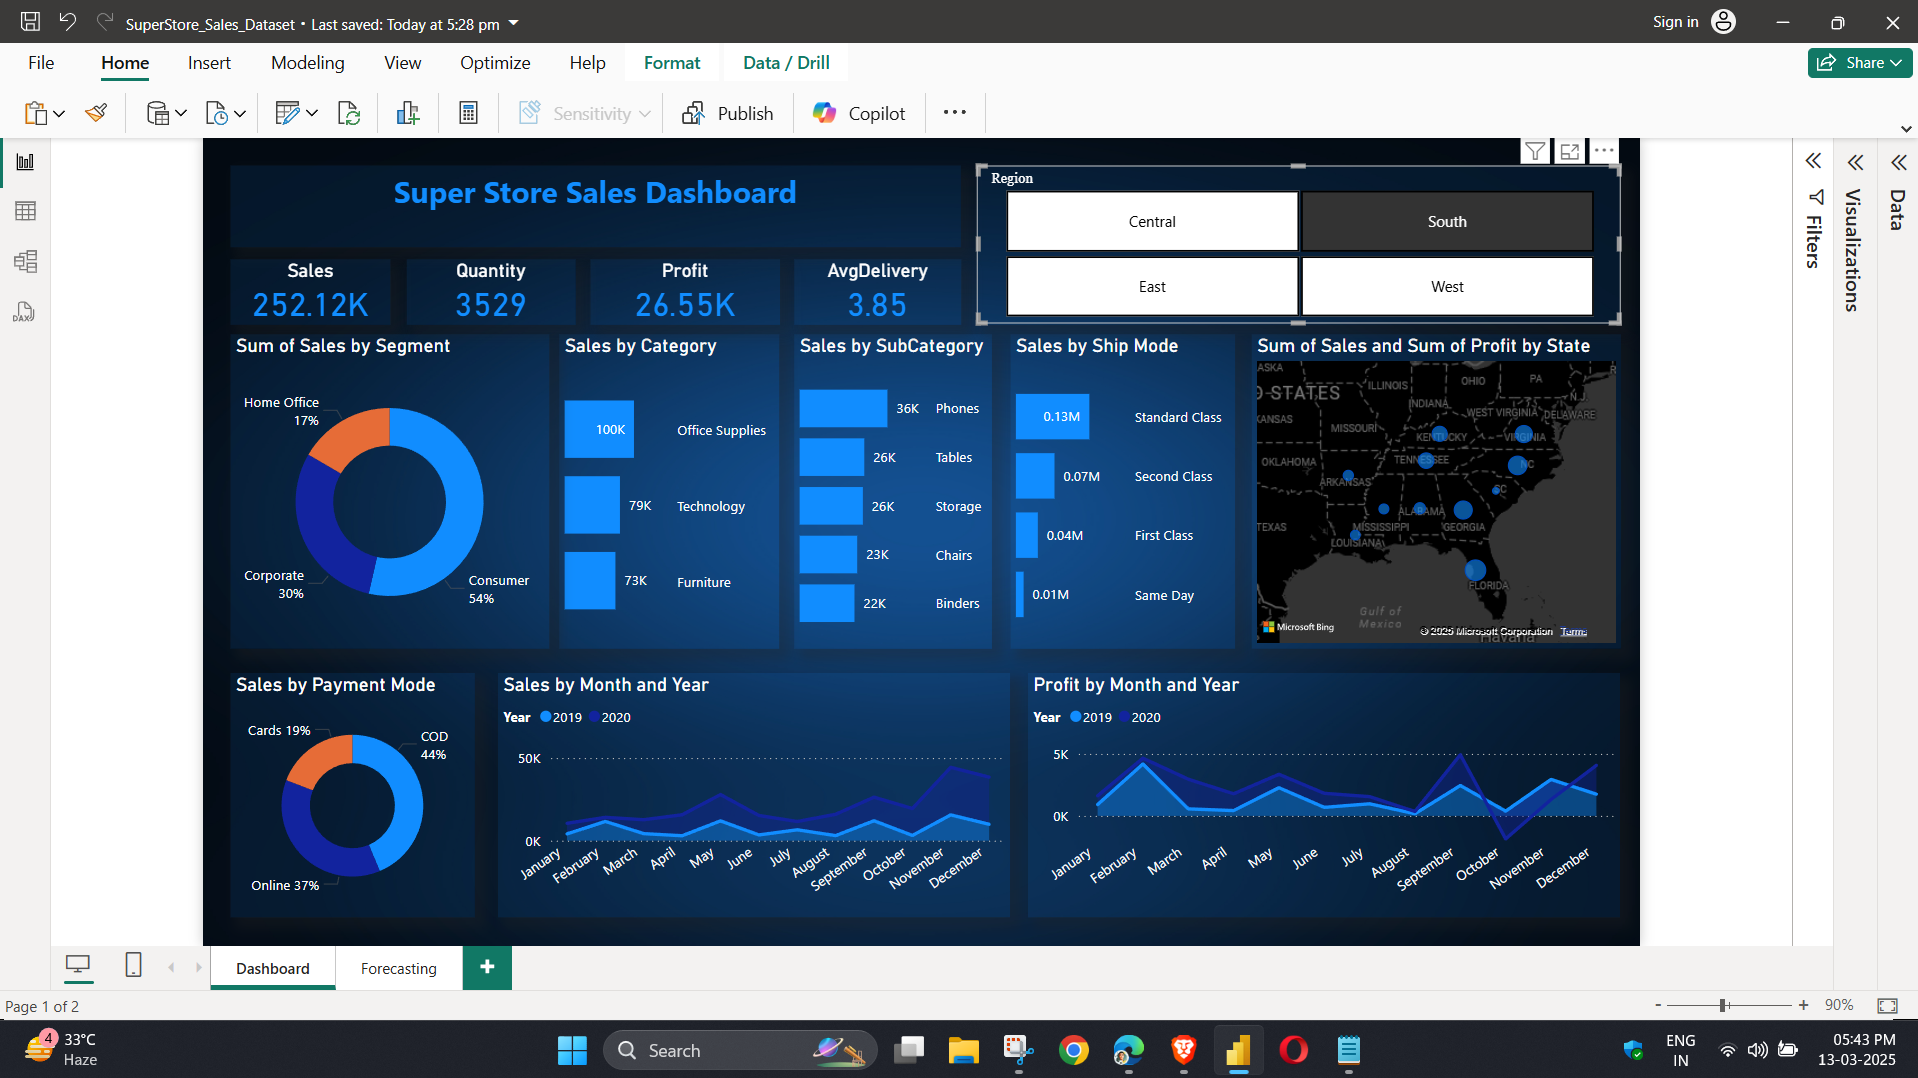 SuperStore_Sales_Dataset • Last saved: Today at 5:28 pm
Sign in
File Home Insert Modeling View Optimize Help Format Data / Drill
Share
Sensitivity Publish Copilot
DAX
Super Store Sales Dashboard
Region
Central South
East West
Sales
252.12K
Quantity
3529
Profit
26.55K
AvgDelivery
3.85
Sum of Sales by Segment
Home Office
17%
Corporate
30%
Consumer
54%
Sales by Category
100K Office Supplies
79K Technology
73K Furniture
Sales by SubCategory
36K Phones
26K Tables
26K Storage
23K Chairs
22K Binders
Sales by Ship Mode
0.13M Standard Class
0.07M Second Class
0.04M First Class
0.01M Same Day
Sum of Sales and Sum of Profit by State
ASKA
D STATES
ILLINOIS
OHIO
PA
INDIANA
N.J.
ANSAS
MISSOURI
WEST VIRGINIA
DELAWARE
KENTUCKY
VIRGINIA
OKLAHOMA
TENNESSEE
NC
ARKANSAS
SC
TEXAS
MISSISSIPPI
ALABAMA
GEORGIA
LOUISIANA
FLORIDA
Gulf of
Mexico
Microsoft Bing
© 2025 Microsoft Corporation Terms
Havana
Sales by Payment Mode
Cards 19%
COD
44%
Online 37%
Sales by Month and Year
Year 2019 2020
50K
0K
January February March April May June July August September October November December
Profit by Month and Year
Year 2019 2020
5K
0K
January February March April May June July August September October November December
Filters
Visualizations
Data
Dashboard Forecasting +
Page 1 of 2
- + 90%
4
33°C
Haze
Search
ENG
IN
05:43 PM
13-03-2025